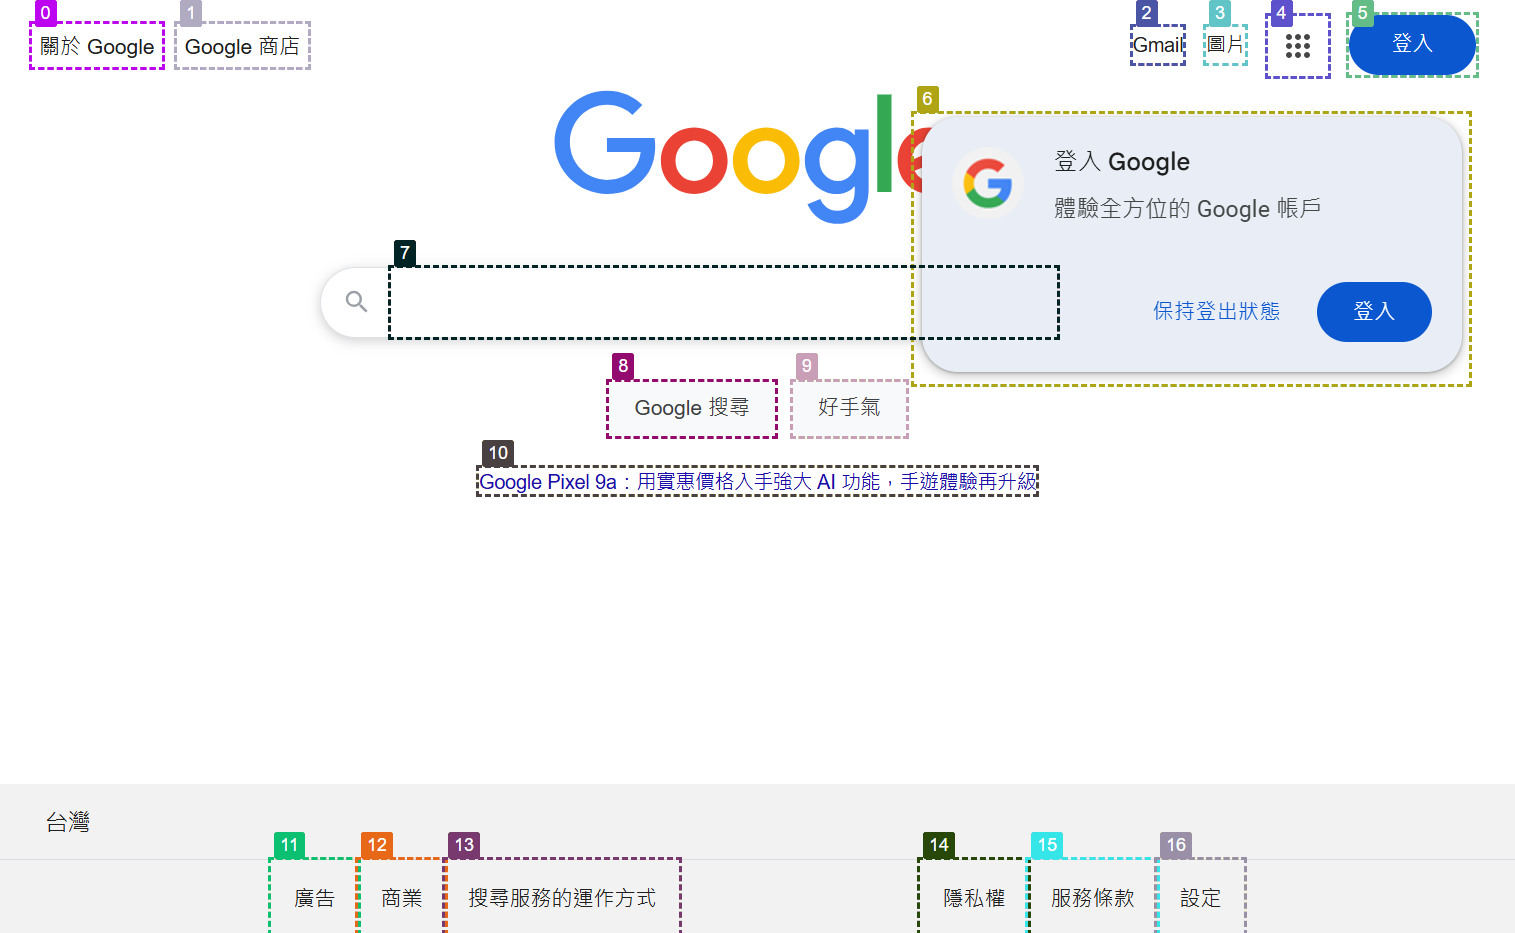 0
1
2
3
4
5
關於 Google
Google 商店
Gmail
圖片
登入
Google
6
登入 Google
體驗全方位的 Google 帳戶
7
保持登出狀態
登入
8
9
Google 搜尋
好手氣
10
Google Pixel 9a：用實惠價格入手強大 AI 功能，手遊體驗再升級
台灣
11
12
13
14
15
16
廣告
商業
搜尋服務的運作方式
隱私權
服務條款
設定